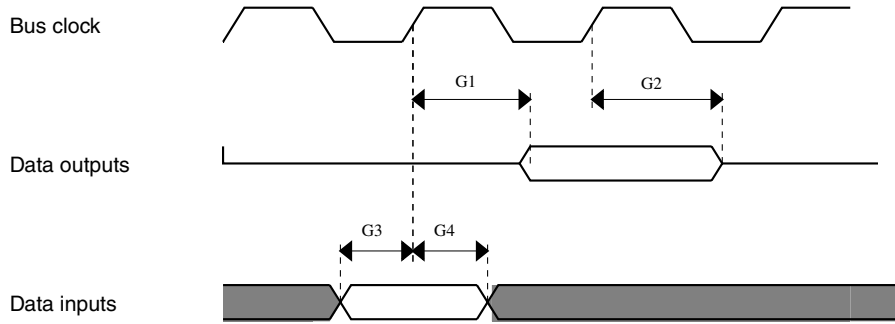 Bus clock
G1
G2
Data outputs
G3
G4
Data inputs